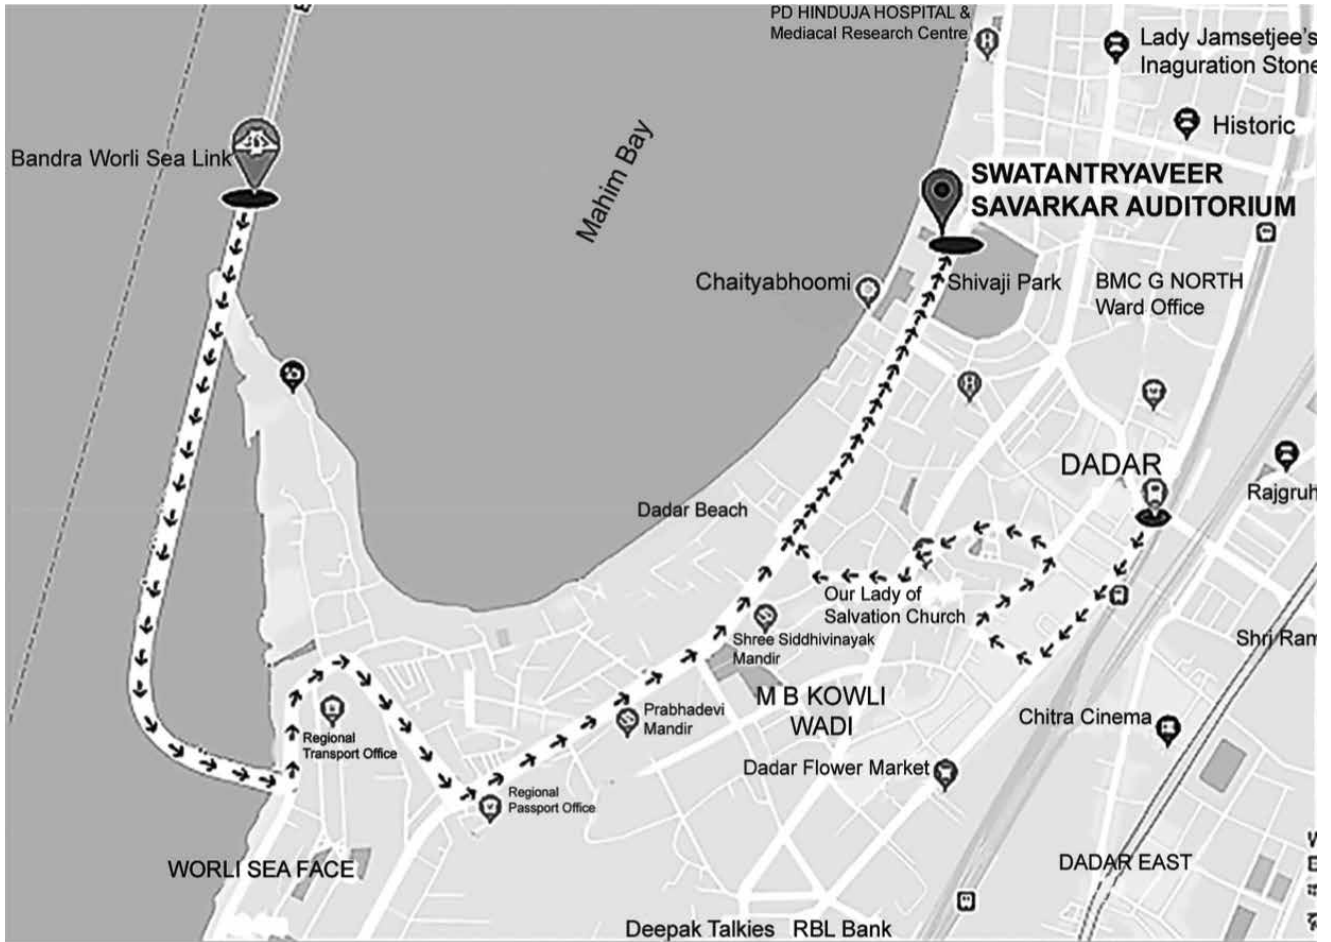 PD HINDUJA HOSPITAL &
Mediacal Research Centre
Lady Jamsetjee's
Inaguration Stone
Historic
Bandra Worli Sea Link
Mahim Bay
SWATANTRYAVEER
SAVARKAR AUDITORIUM
Chaityabhoomi
Shivaji Park
BMC G NORTH
Ward Office
DADAR
Rajgruh
Dadar Beach
Our Lady of
Salvation Church
Shree Siddhivinayak
Mandir
Shri Ram
M B KOWLI
WADI
Prabhadevi
Mandir
Chitra Cinema
Regional
Transport Office
Dadar Flower Market
Regional
Passport Office
WORLI SEA FACE
DADAR EAST
Deepak Talkies
RBL Bank